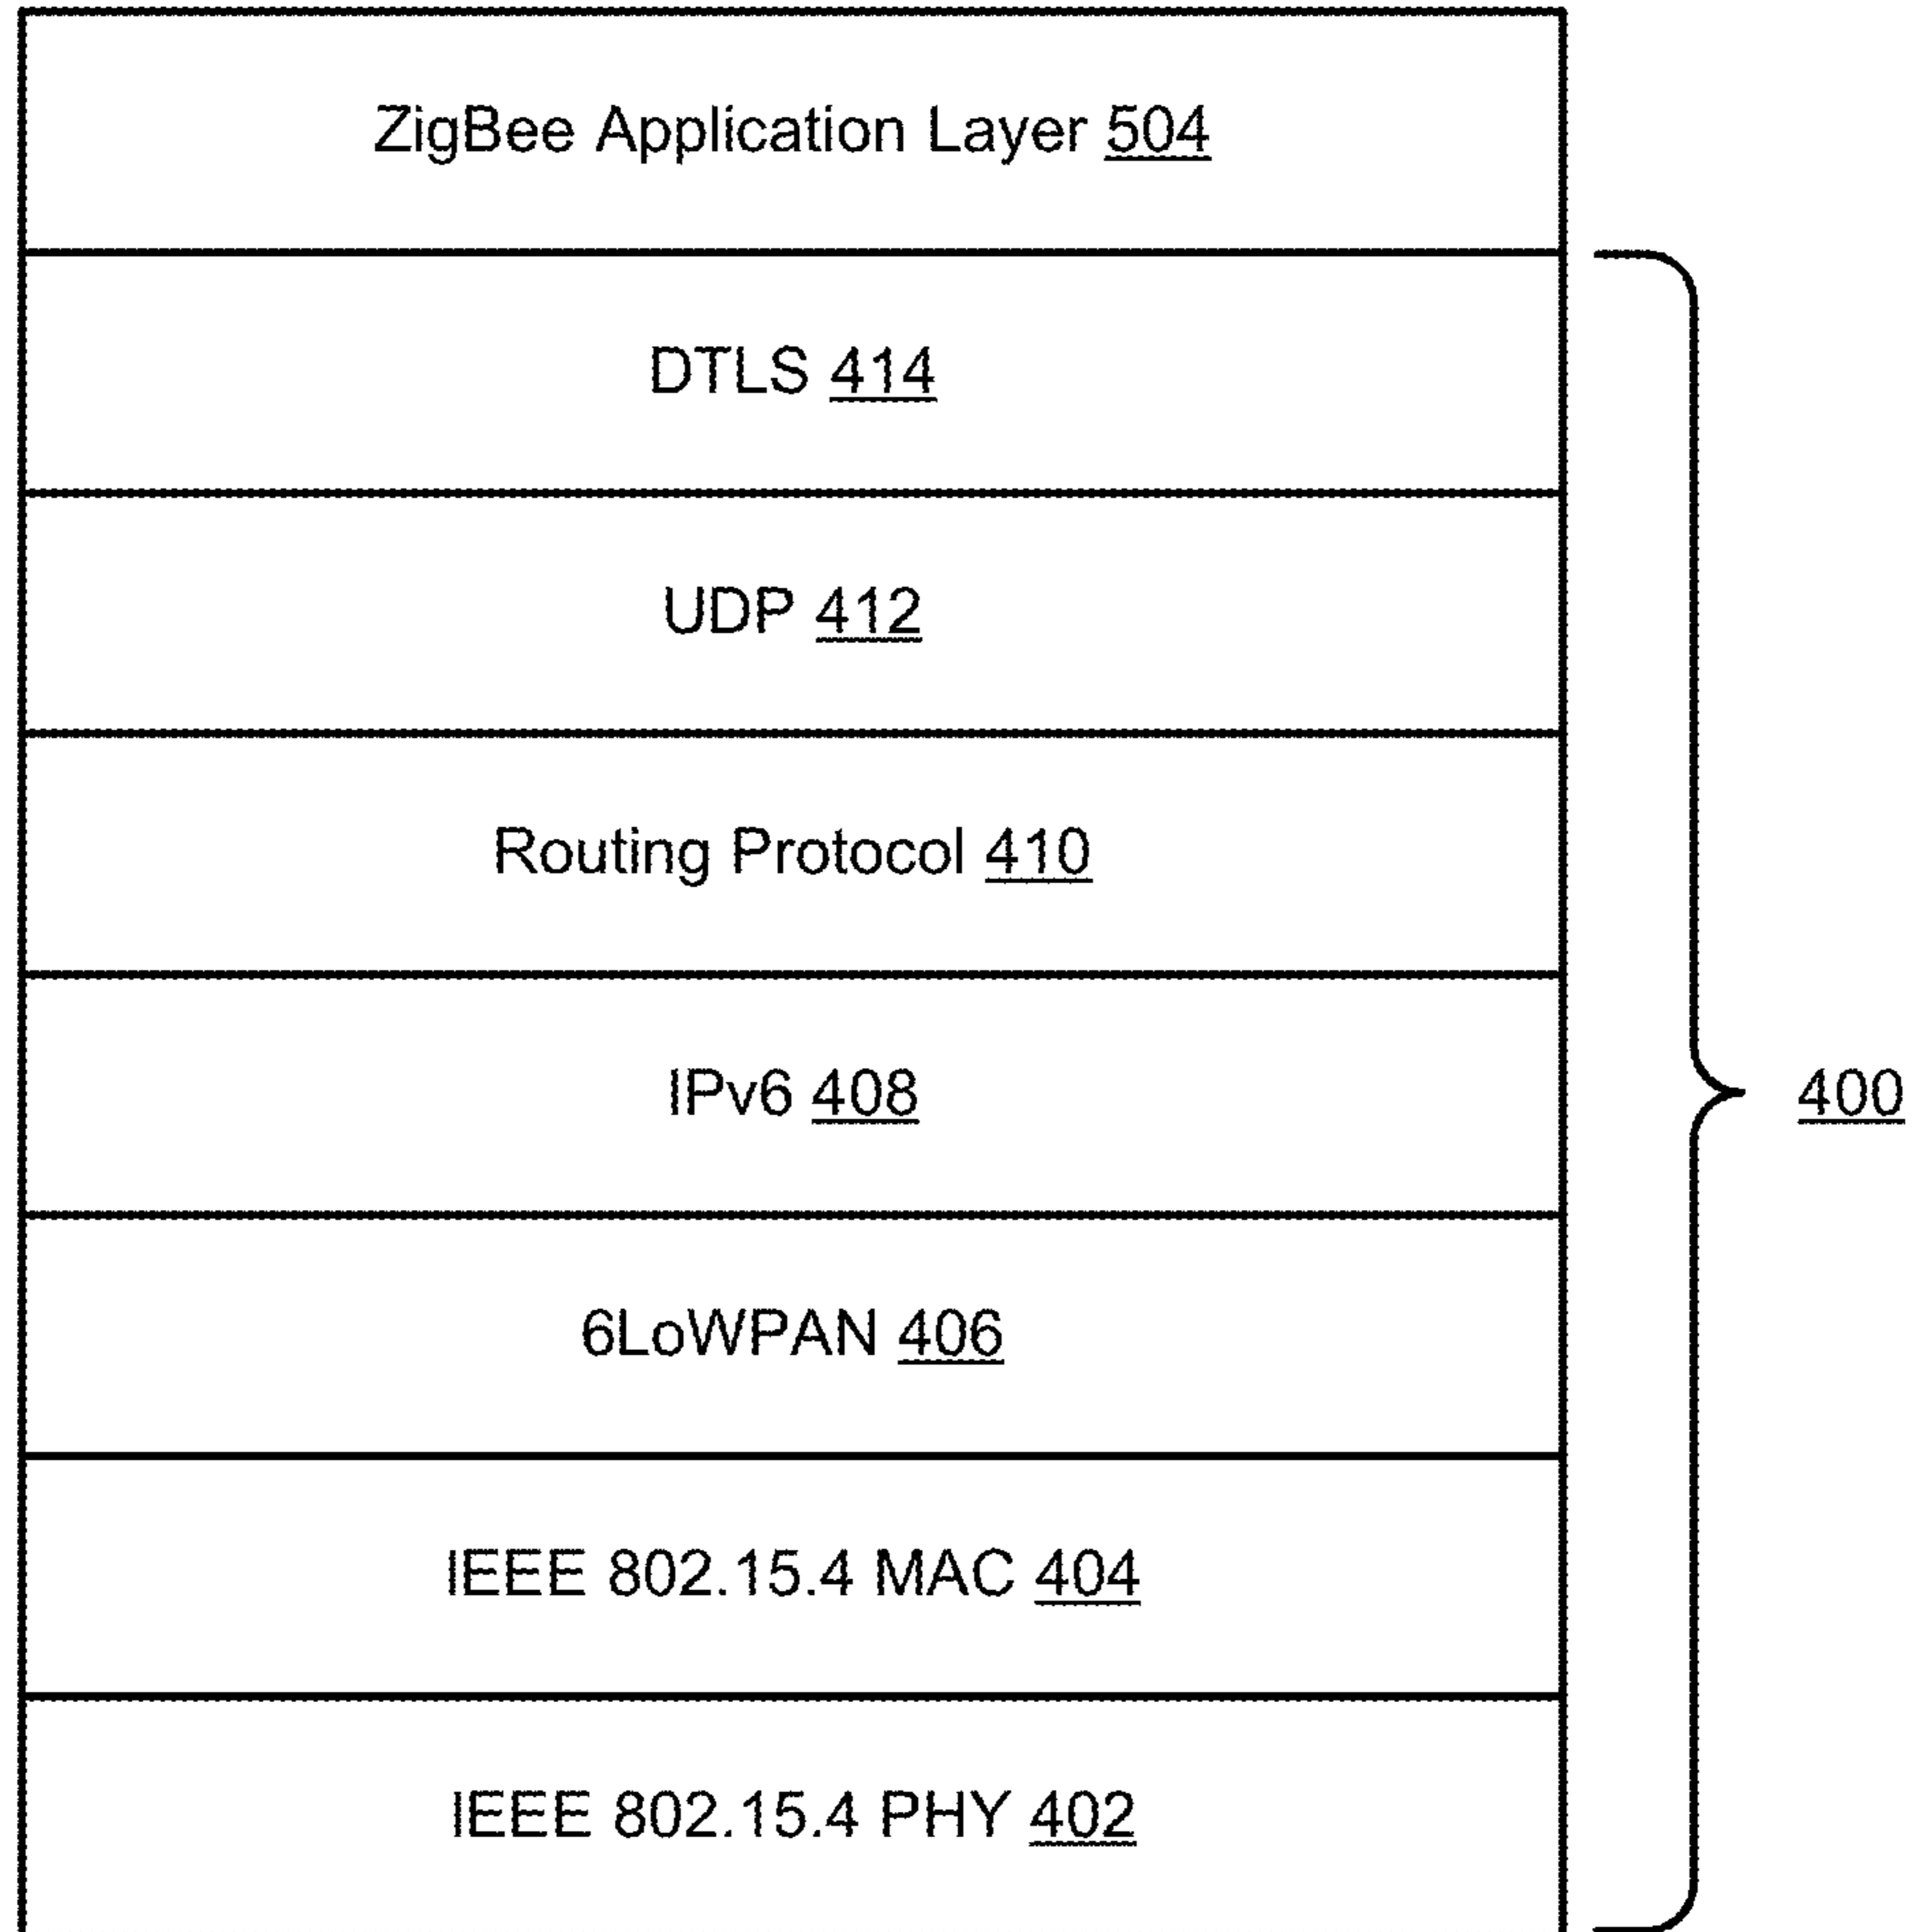 ZigBee Application Layer 504
DTLS 414
UDP 412
Routing Protocol 410
IPv6 408
400
6LoWPAN 406
IEEE 802.15.4 MAC 404
IEEE 802.15.4 PHY 402